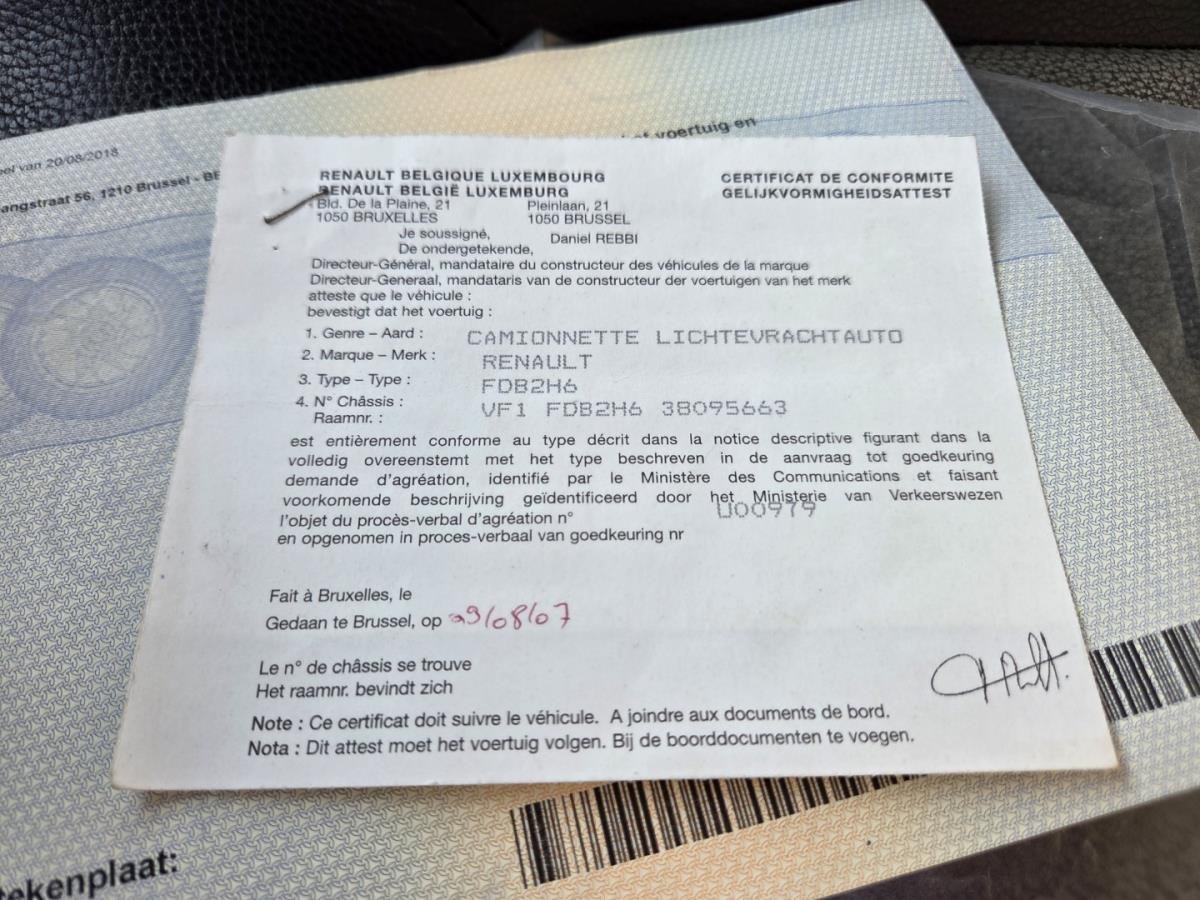 eel van 20/08/2018
angstraat 56, 1210 Brussel - BE
het voertuig en
RENAULT BELGIQUE LUXEMBOURG
RENAULT BELGIË LUXEMBURG
Bld. De la Plaine, 21 Pleinlaan, 21
1050 BRUXELLES 1050 BRUSSEL
CERTIFICAT DE CONFORMITE
GELIJKVORMIGHEIDSATTEST
Je soussigné,
De ondergetekende, Daniel REBBI
Directeur-Général, mandataire du constructeur des véhicules de la marque
Directeur-Generaal, mandataris van de constructeur der voertuigen van het merk
atteste que le véhicule :
bevestigt dat het voertuig :
1. Genre – Aard : CAMIONNETTE LICHTEVRACHTAUTO
2. Marque – Merk : RENAULT
3. Type – Type : FDB2H6
4. N° Châssis : VF1 FDB2H6 38095663
Raamnr. :
est entièrement conforme au type décrit dans la notice descriptive figurant dans la
volledig overeenstemt met het type beschreven in de aanvraag tot goedkeuring
demande d'agréation, identifié par le Ministère des Communications et faisant
voorkomende beschrijving geïdentificeerd door het Ministerie van Verkeerswezen
l'objet du procès-verbal d'agréation n° U00979
en opgenomen in proces-verbaal van goedkeuring nr
Fait à Bruxelles, le
Gedaan te Brussel, op 29/08/07
Le n° de châssis se trouve
Het raamnr. bevindt zich
Note : Ce certificat doit suivre le véhicule. A joindre aux documents de bord.
Nota : Dit attest moet het voertuig volgen. Bij de boorddocumenten te voegen.
tekenplaat: